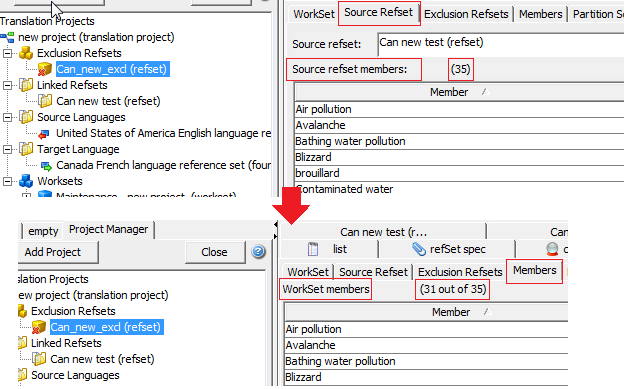 Translation Projects
new project (translation project)
Exclusion Refsets
Can_new_excl (refset)
Linked Refsets
Can new test (refset)
Source Languages
United States of America English language re
Target Language
Canada French language reference set (four
Worksets
Maintenance - new project (workset)
WorkSet Source Refset Exclusion Refsets Members Partition S
Source refset: Can new test (refset)
Source refset members: (35)
Member
Air pollution
Avalanche
Bathing water pollution
Blizzard
brouillard
Contaminated water
empty Project Manager
Add Project Close
slation Projects
ew project (translation project)
Exclusion Refsets
Can_new_excl (refset)
Linked Refsets
Can new test (refset)
Source Languages
Can new test (r... Can
list refSet spec c
WorkSet Source Refset Exclusion Refsets Members
WorkSet members (31 out of 35)
Member
Air pollution
Avalanche
Bathing water pollution
Blizzard